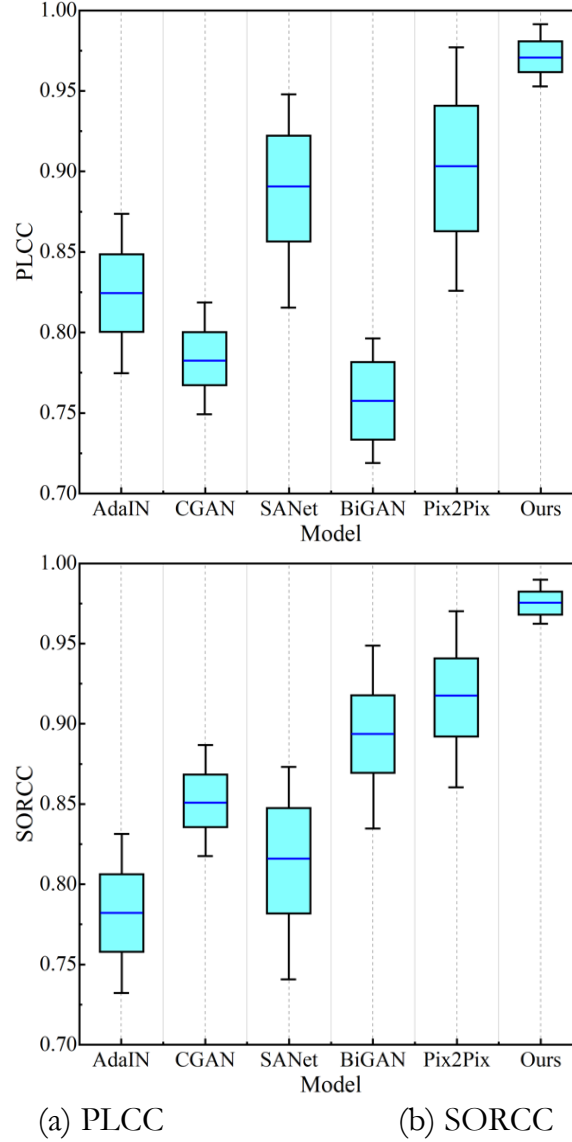 1.00
0.95
0.90
0.85
0.80
0.75
0.70
PLCC
AdaIN CGAN SANet BiGAN Pix2Pix Ours
Model
1.00
0.95
0.90
0.85
0.80
0.75
0.70
SORCC
AdaIN CGAN SANet BiGAN Pix2Pix Ours
Model
(a) PLCC (b) SORCC